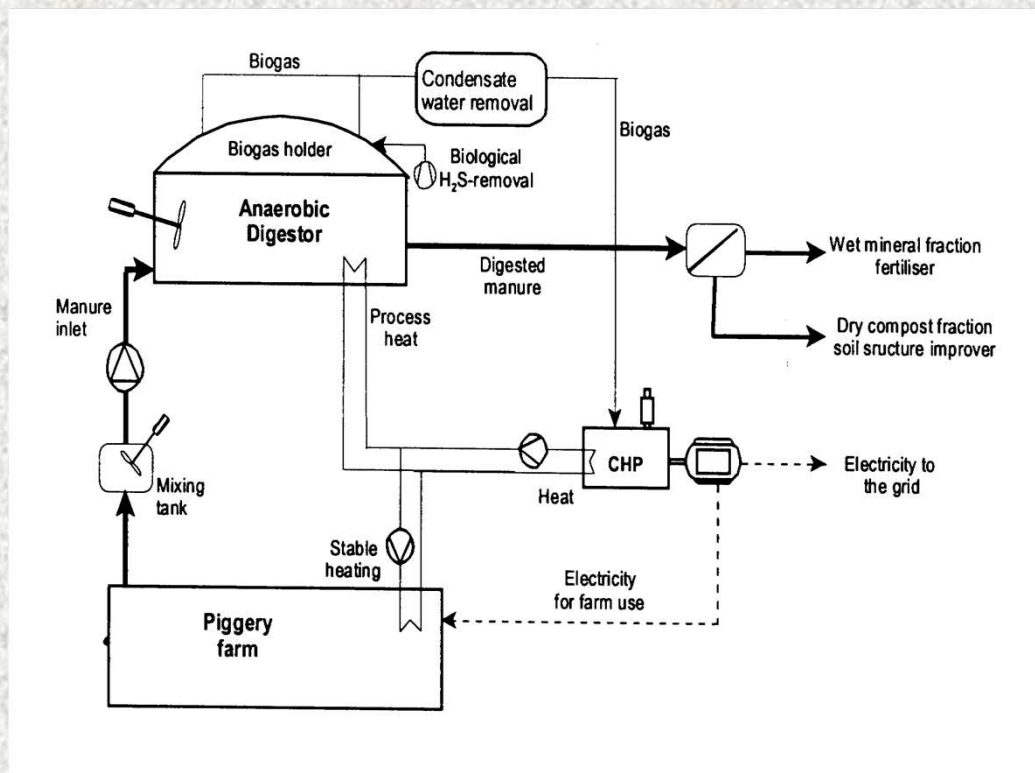 Biogas
Condensate
water removal
Biogas
Biogas holder
Biological
H₂S-removal
Anaerobic
Digestor
Digested
manure
Wet mineral fraction
fertiliser
Manure
inlet
Process
heat
Dry compost fraction
soil sructure improver
CHP
Mixing
tank
Heat
Electricity to
the grid
Stable
heating
Electricity
for farm use
Piggery
farm